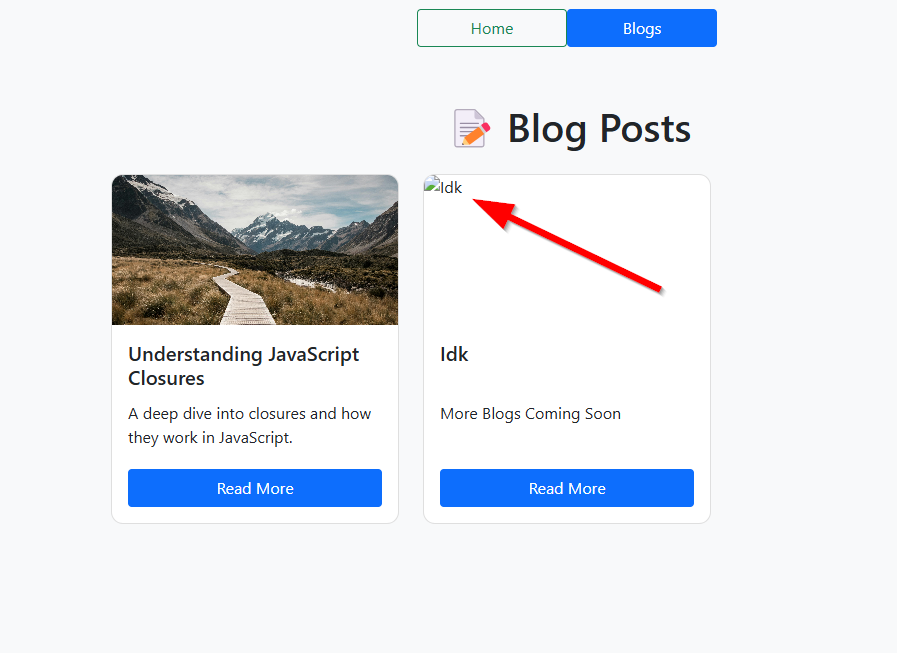 Home
Blogs
📝 Blog Posts
Idk
Understanding JavaScript
Closures
A deep dive into closures and how
they work in JavaScript.
Read More
Idk
More Blogs Coming Soon
Read More